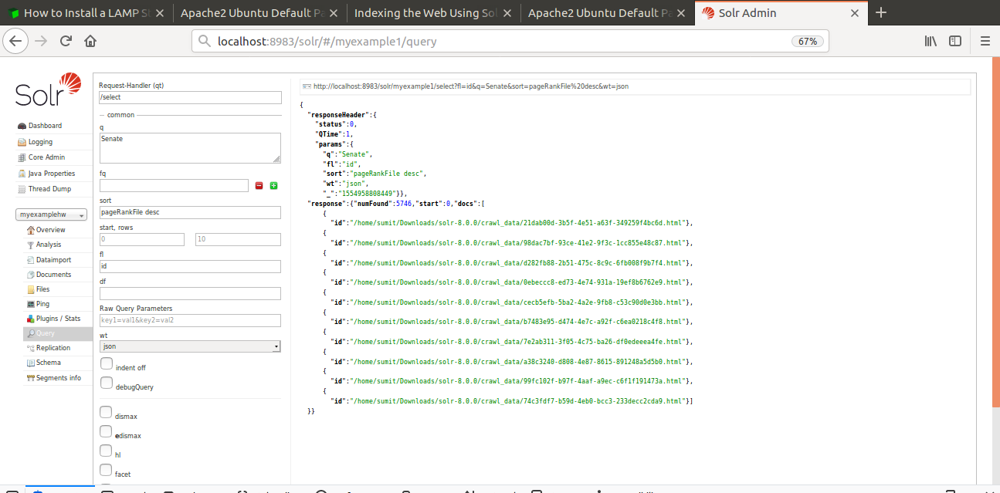 How to Install a LAMP S
Apache2 Ubuntu Default Pa
Indexing the Web Using Sol
Apache2 Ubuntu Default Pa
Solr Admin
localhost:8983/solr/#/myexample1/query
67%
Solr
Dashboard
Logging
Core Admin
Java Properties
Thread Dump
myexamplehw
Overview
Analysis
Dataimport
Documents
Files
Ping
Plugins / Stats
Query
Replication
Schema
Segments info
Request-Handler (qt)
/select
common
q
Senate
fq
sort
pageRankFile desc
start, rows
0
10
fl
id
df
Raw Query Parameters
key1=val1&key2=val2
wt
json
indent off
debugQuery
dismax
edismax
hl
facet
http://localhost:8983/solr/myexample1/select?fl=id&q=Senate&sort=pageRankFile%20desc&wt=json
{
"responseHeader":{
"status":0,
"QTime":1,
"params":{
"q":"Senate",
"fl":"id",
"sort":"pageRankFile desc",
"wt":"json",
"_":"1554958808449"}},
"response":{"numFound":5746,"start":0,"docs":[
{
"id":"/home/sumit/Downloads/solr-8.0.0/crawl_data/21dab00d-3b5f-4e51-a63f-349259f4bc6d.html"},
{
"id":"/home/sumit/Downloads/solr-8.0.0/crawl_data/98dac7bf-93ce-41e2-9f3c-1cc855e48c87.html"},
{
"id":"/home/sumit/Downloads/solr-8.0.0/crawl_data/d282fb88-2b51-475c-8c9c-6fb008f9b7f4.html"},
{
"id":"/home/sumit/Downloads/solr-8.0.0/crawl_data/0ebeccc8-ed73-4e74-931a-19ef8b6762e9.html"},
{
"id":"/home/sumit/Downloads/solr-8.0.0/crawl_data/cecb5efb-5ba2-4a2e-9fb8-c53c90d0e3bb.html"},
{
"id":"/home/sumit/Downloads/solr-8.0.0/crawl_data/b7483e95-d474-4e7c-a92f-c6ea0218c4f8.html"},
{
"id":"/home/sumit/Downloads/solr-8.0.0/crawl_data/7e2ab311-3f05-4c75-ba26-df0edeeea4fe.html"},
{
"id":"/home/sumit/Downloads/solr-8.0.0/crawl_data/a38c3240-d808-4e87-8615-891248a5d5b0.html"},
{
"id":"/home/sumit/Downloads/solr-8.0.0/crawl_data/99fc102f-b97f-4aaf-a9ec-c6f1f191473a.html"},
{
"id":"/home/sumit/Downloads/solr-8.0.0/crawl_data/74c3fdf7-b59d-4eb0-bcc3-233decc2cda9.html"}]
}}